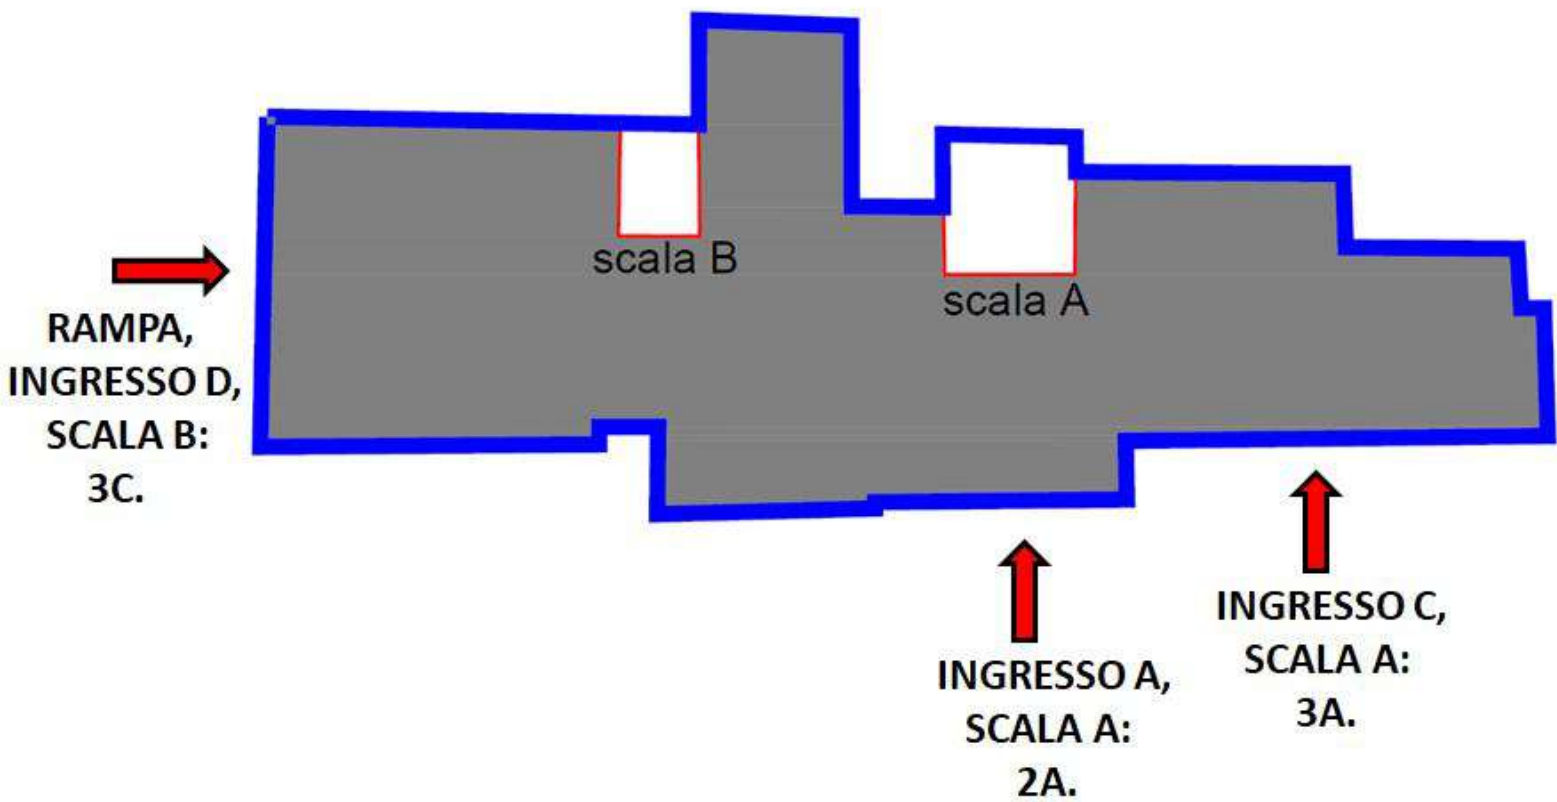 scala B
scala A
RAMPA,
INGRESSO D,
SCALA B:
3C.
INGRESSO A,
SCALA A:
2A.
INGRESSO C,
SCALA A:
3A.